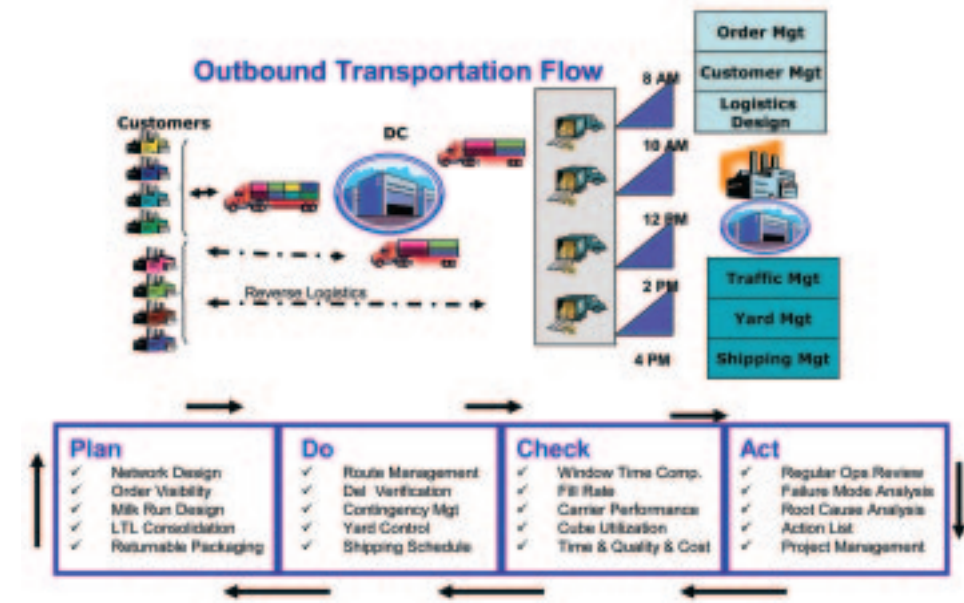 Outbound Transportation Flow
Customers
DC
Reverse Logistics
8 AM
10 AM
12 PM
2 PM
4 PM
Order Mgt
Customer Mgt
Logistics
Design
Traffic Mgt
Yard Mgt
Shipping Mgt
Plan
✓ Network Design
✓ Order Visibility
✓ Milk Run Design
✓ LTL Consolidation
✓ Returnable Packaging
Do
✓ Route Management
✓ Del Verification
✓ Contingency Mgt
✓ Yard Control
✓ Shipping Schedule
Check
✓ Window Time Comp.
✓ Fill Rate
✓ Carrier Performance
✓ Cube Utilization
✓ Time & Quality & Cost
Act
✓ Regular Ops Review
✓ Failure Mode Analysis
✓ Root Cause Analysis
✓ Action List
✓ Project Management